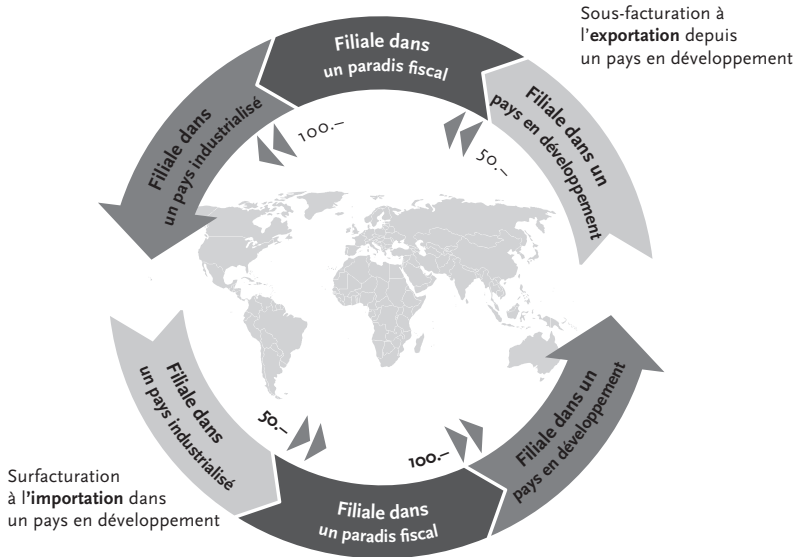 Sous-facturation à
l'exportation depuis
un pays en développement
Filiale dans
un paradis fiscal
Filiale dans
un pays industrialisé
Filiale dans un
pays en développement
100.–
50.–
Filiale dans
un pays industrialisé
Filiale dans un
pays en développement
50.–
100.–
Surfacturation
à l'importation dans
un pays en développement
Filiale dans
un paradis fiscal